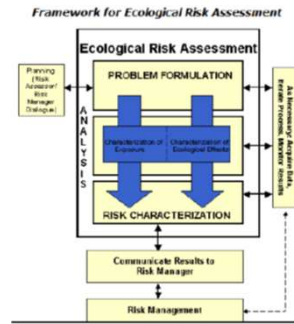 Framework for Ecological Risk Assessment
Ecological Risk Assessment
Planning
(Risk
Assessor/
Risk
Manager
Dialogue)
PROBLEM FORMULATION
ANALYSIS
Characterization of
Exposure
Characterization of
Ecological Effects
As Necessary: Acquire Data,
Iterate Process, Monitor Results
RISK CHARACTERIZATION
Communicate Results to
Risk Manager
Risk Management